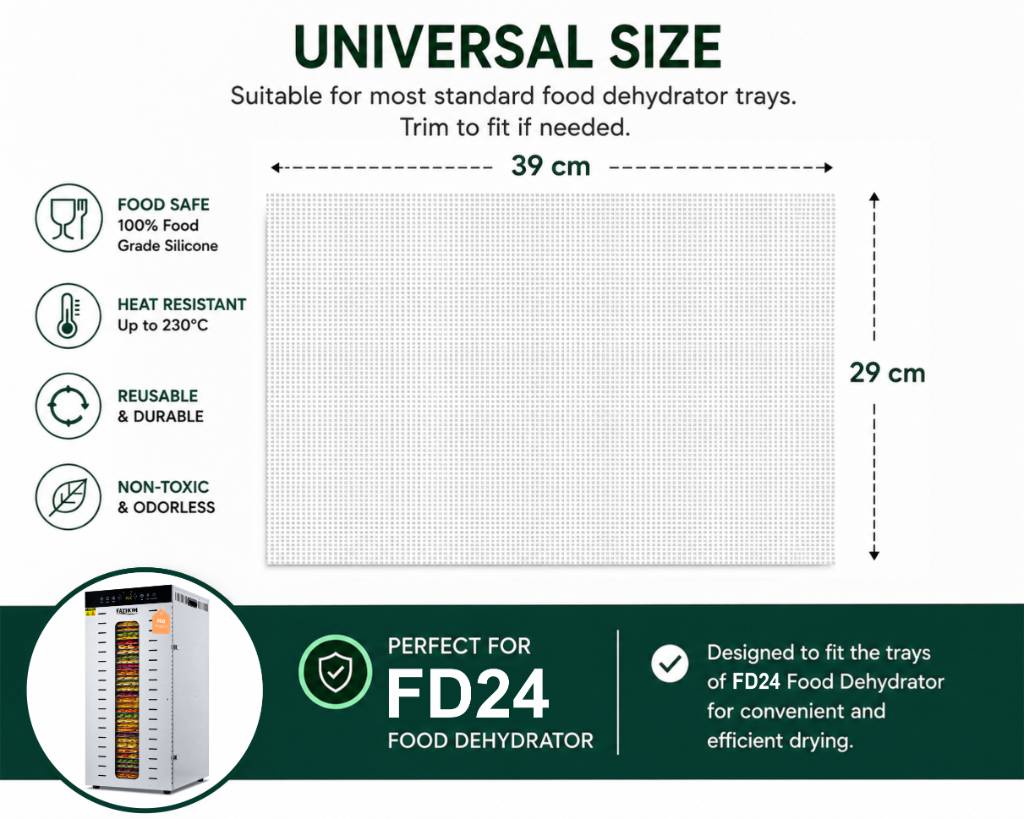 UNIVERSAL SIZE
Suitable for most standard food dehydrator trays.
Trim to fit if needed.
39 cm
29 cm
FOOD SAFE
100% Food
Grade Silicone
HEAT RESISTANT
Up to 230°C
REUSABLE
& DURABLE
NON-TOXIC
& ODORLESS
PERFECT FOR
FD24
FOOD DEHYDRATOR
Designed to fit the trays
of FD24 Food Dehydrator
for convenient and
efficient drying.